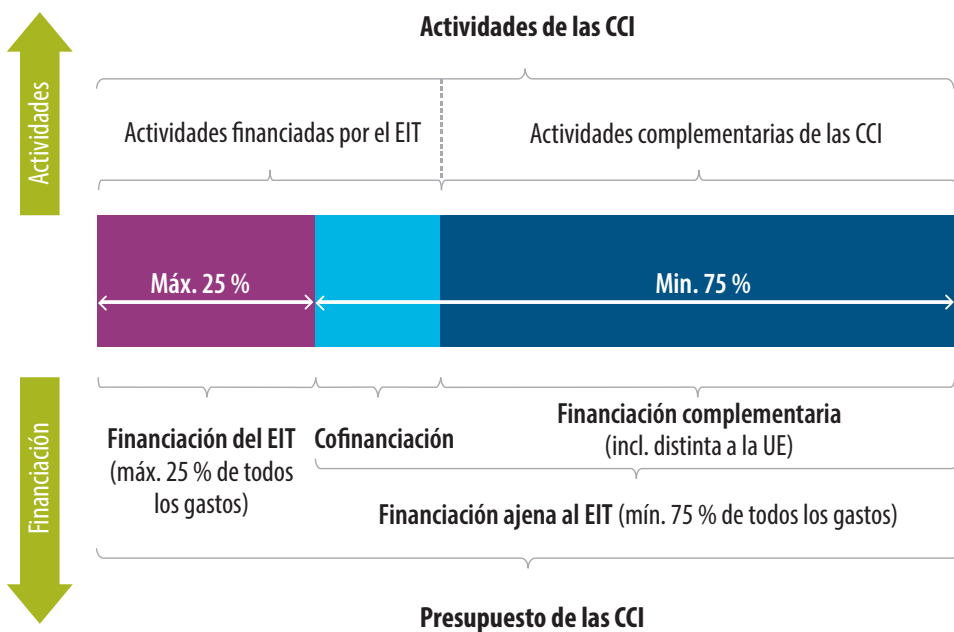 Actividades de las CCI
Actividades
Actividades financiadas por el EIT
Actividades complementarias de las CCI
Máx. 25 %
Min. 75 %
Financiación
Financiación del EIT
(máx. 25 % de todos
los gastos)
Cofinanciación
Financiación complementaria
(incl. distinta a la UE)
Financiación ajena al EIT (mín. 75 % de todos los gastos)
Presupuesto de las CCI